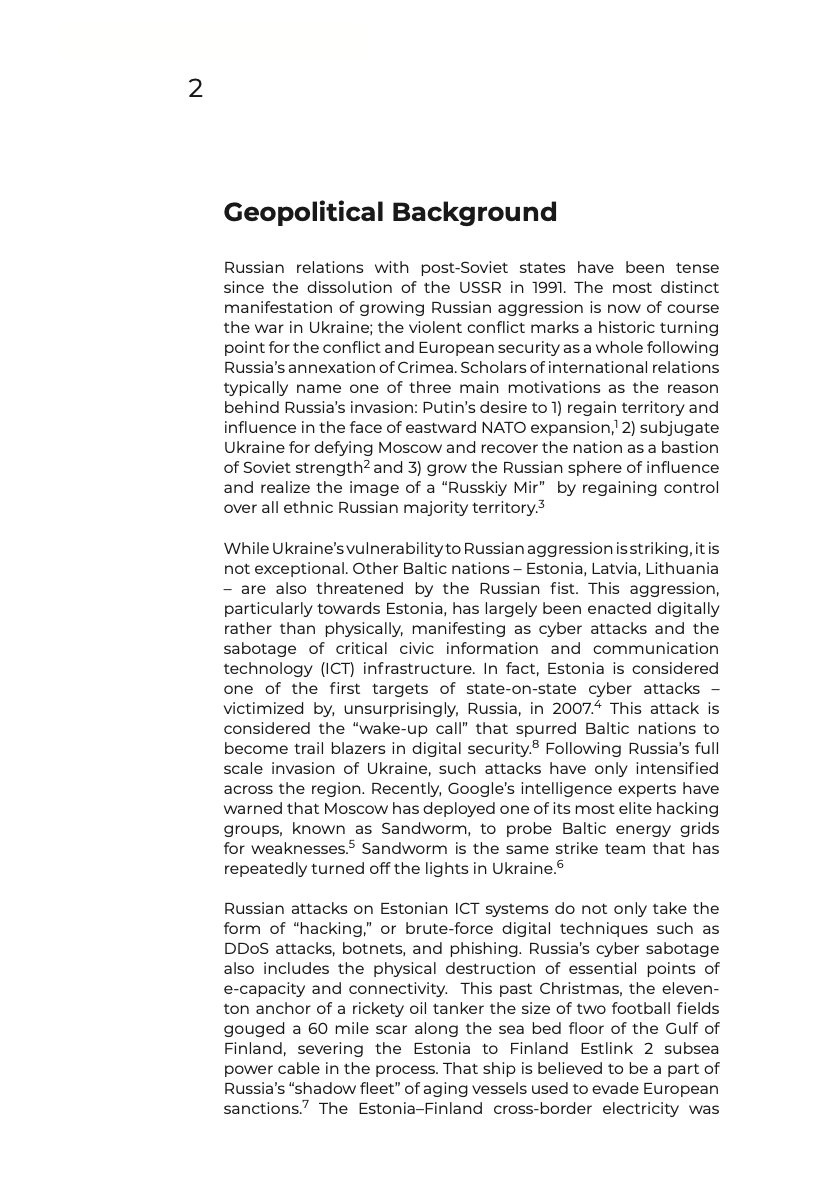 2
Geopolitical Background
Russian relations with post-Soviet states have been tense
since the dissolution of the USSR in 1991. The most distinct
manifestation of growing Russian aggression is now of course
the war in Ukraine; the violent conflict marks a historic turning
point for the conflict and European security as a whole following
Russia’s annexation of Crimea. Scholars of international relations
typically name one of three main motivations as the reason
behind Russia’s invasion: Putin’s desire to 1) regain territory and
influence in the face of eastward NATO expansion,¹ 2) subjugate
Ukraine for defying Moscow and recover the nation as a bastion
of Soviet strength² and 3) grow the Russian sphere of influence
and realize the image of a “Russkiy Mir”  by regaining control
over all ethnic Russian majority territory.³
While Ukraine’s vulnerability to Russian aggression is striking, it is
not exceptional. Other Baltic nations – Estonia, Latvia, Lithuania
– are also threatened by the Russian fist. This aggression,
particularly towards Estonia, has largely been enacted digitally
rather than physically, manifesting as cyber attacks and the
sabotage of critical civic information and communication
technology (ICT) infrastructure. In fact, Estonia is considered
one of the first targets of state-on-state cyber attacks –
victimized by, unsurprisingly, Russia, in 2007.⁴ This attack is
considered the “wake-up call” that spurred Baltic nations to
become trail blazers in digital security.⁸ Following Russia’s full
scale invasion of Ukraine, such attacks have only intensified
across the region. Recently, Google’s intelligence experts have
warned that Moscow has deployed one of its most elite hacking
groups, known as Sandworm, to probe Baltic energy grids
for weaknesses.⁵ Sandworm is the same strike team that has
repeatedly turned off the lights in Ukraine.⁶
Russian attacks on Estonian ICT systems do not only take the
form of “hacking,” or brute-force digital techniques such as
DDoS attacks, botnets, and phishing. Russia’s cyber sabotage
also includes the physical destruction of essential points of
e-capacity and connectivity.  This past Christmas, the eleven-
ton anchor of a rickety oil tanker the size of two football fields
gouged a 60 mile scar along the sea bed floor of the Gulf of
Finland, severing the Estonia to Finland Estlink 2 subsea
power cable in the process. That ship is believed to be a part of
Russia’s “shadow fleet” of aging vessels used to evade European
sanctions.⁷ The Estonia–Finland cross-border electricity was